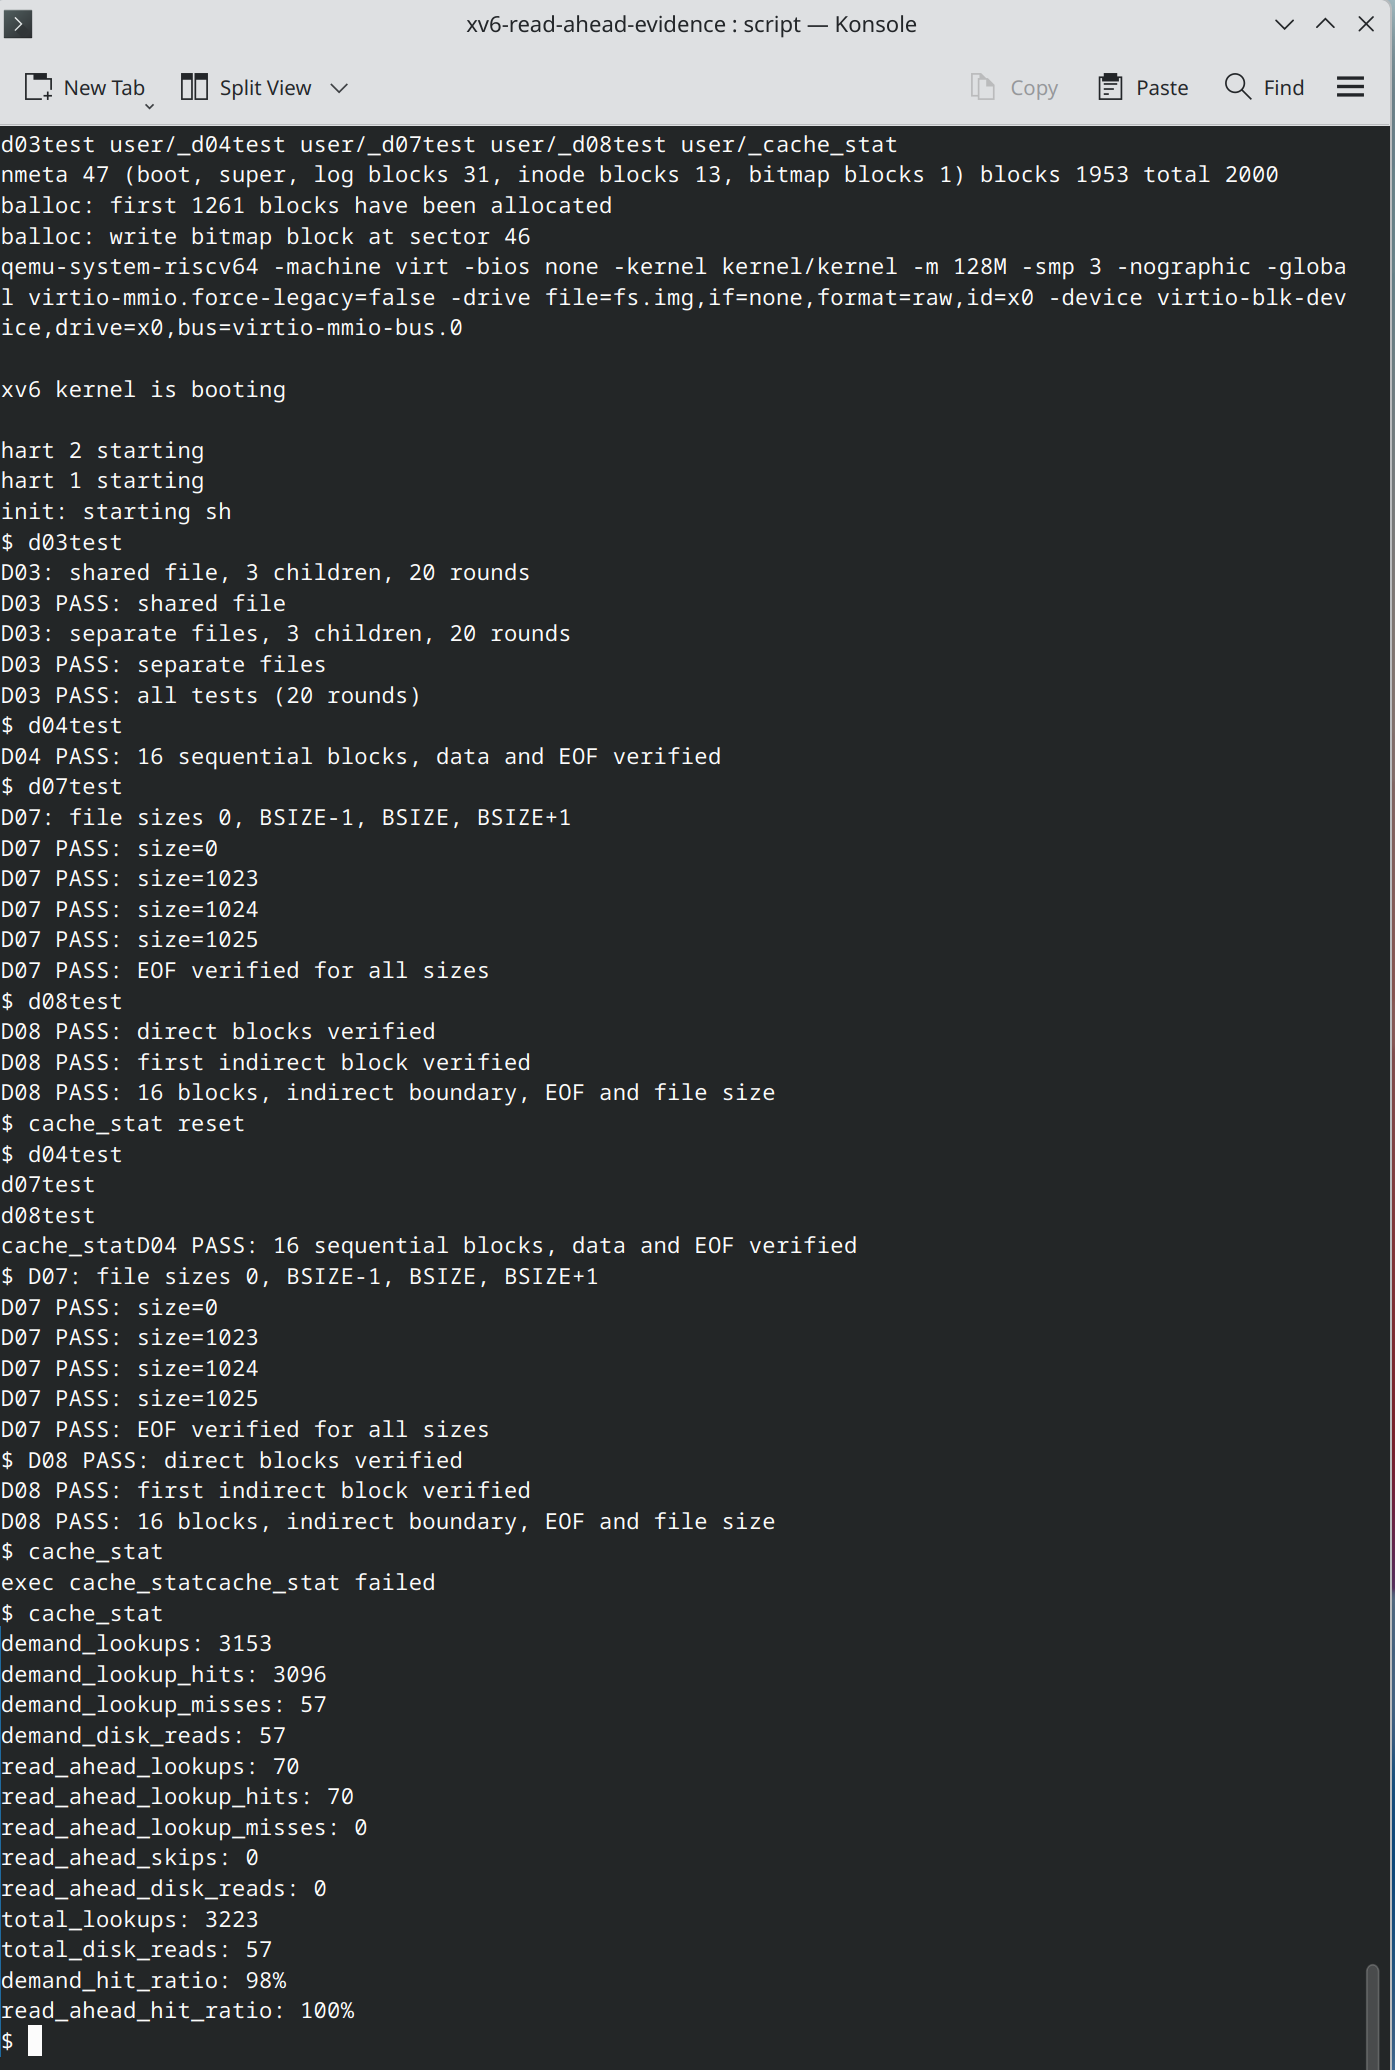 xv6-read-ahead-evidence : script — Konsole
New Tab
Split View
Copy
Paste
Find
d03test user/_d04test user/_d07test user/_d08test user/_cache_stat
nmeta 47 (boot, super, log blocks 31, inode blocks 13, bitmap blocks 1) blocks 1953 total 2000
balloc: first 1261 blocks have been allocated
balloc: write bitmap block at sector 46
qemu-system-riscv64 -machine virt -bios none -kernel kernel/kernel -m 128M -smp 3 -nographic -globa
l virtio-mmio.force-legacy=false -drive file=fs.img,if=none,format=raw,id=x0 -device virtio-blk-dev
ice,drive=x0,bus=virtio-mmio-bus.0
xv6 kernel is booting
hart 2 starting
hart 1 starting
init: starting sh
$ d03test
D03: shared file, 3 children, 20 rounds
D03 PASS: shared file
D03: separate files, 3 children, 20 rounds
D03 PASS: separate files
D03 PASS: all tests (20 rounds)
$ d04test
D04 PASS: 16 sequential blocks, data and EOF verified
$ d07test
D07: file sizes 0, BSIZE-1, BSIZE, BSIZE+1
D07 PASS: size=0
D07 PASS: size=1023
D07 PASS: size=1024
D07 PASS: size=1025
D07 PASS: EOF verified for all sizes
$ d08test
D08 PASS: direct blocks verified
D08 PASS: first indirect block verified
D08 PASS: 16 blocks, indirect boundary, EOF and file size
$ cache_stat reset
$ d04test
d07test
d08test
cache_statD04 PASS: 16 sequential blocks, data and EOF verified
$ D07: file sizes 0, BSIZE-1, BSIZE, BSIZE+1
D07 PASS: size=0
D07 PASS: size=1023
D07 PASS: size=1024
D07 PASS: size=1025
D07 PASS: EOF verified for all sizes
$ D08 PASS: direct blocks verified
D08 PASS: first indirect block verified
D08 PASS: 16 blocks, indirect boundary, EOF and file size
$ cache_stat
exec cache_statcache_stat failed
$ cache_stat
demand_lookups: 3153
demand_lookup_hits: 3096
demand_lookup_misses: 57
demand_disk_reads: 57
read_ahead_lookups: 70
read_ahead_lookup_hits: 70
read_ahead_lookup_misses: 0
read_ahead_skips: 0
read_ahead_disk_reads: 0
total_lookups: 3223
total_disk_reads: 57
demand_hit_ratio: 98%
read_ahead_hit_ratio: 100%
$